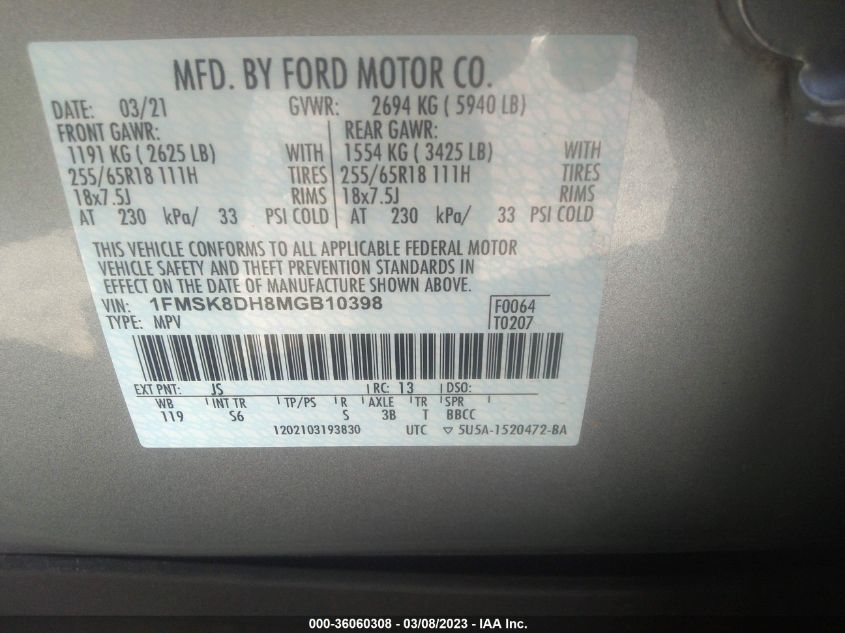 MFD. BY FORD MOTOR CO.
DATE: 03/21 GVWR: 2694 KG ( 5940 LB)
FRONT GAWR: REAR GAWR:
1191 KG ( 2625 LB) WITH 1554 KG ( 3425 LB) WITH
255/65R18 111H TIRES 255/65R18 111H TIRES
18x7.5J RIMS 18x7.5J RIMS
AT 230 kPa/ 33 PSI COLD AT 230 kPa/ 33 PSI COLD
THIS VEHICLE CONFORMS TO ALL APPLICABLE FEDERAL MOTOR
VEHICLE SAFETY AND THEFT PREVENTION STANDARDS IN
EFFECT ON THE DATE OF MANUFACTURE SHOWN ABOVE.
VIN: 1FMSK8DH8MGB10398 F0064
TYPE: MPV T0207
EXT PNT: JS RC: 13 DSO:
WB INT TR TP/PS R AXLE TR SPR
119 S6 S 3B T BBCC
1202103193830 UTC ▽ 5U5A-1520472-BA
000-36060308 - 03/08/2023 - IAA Inc.